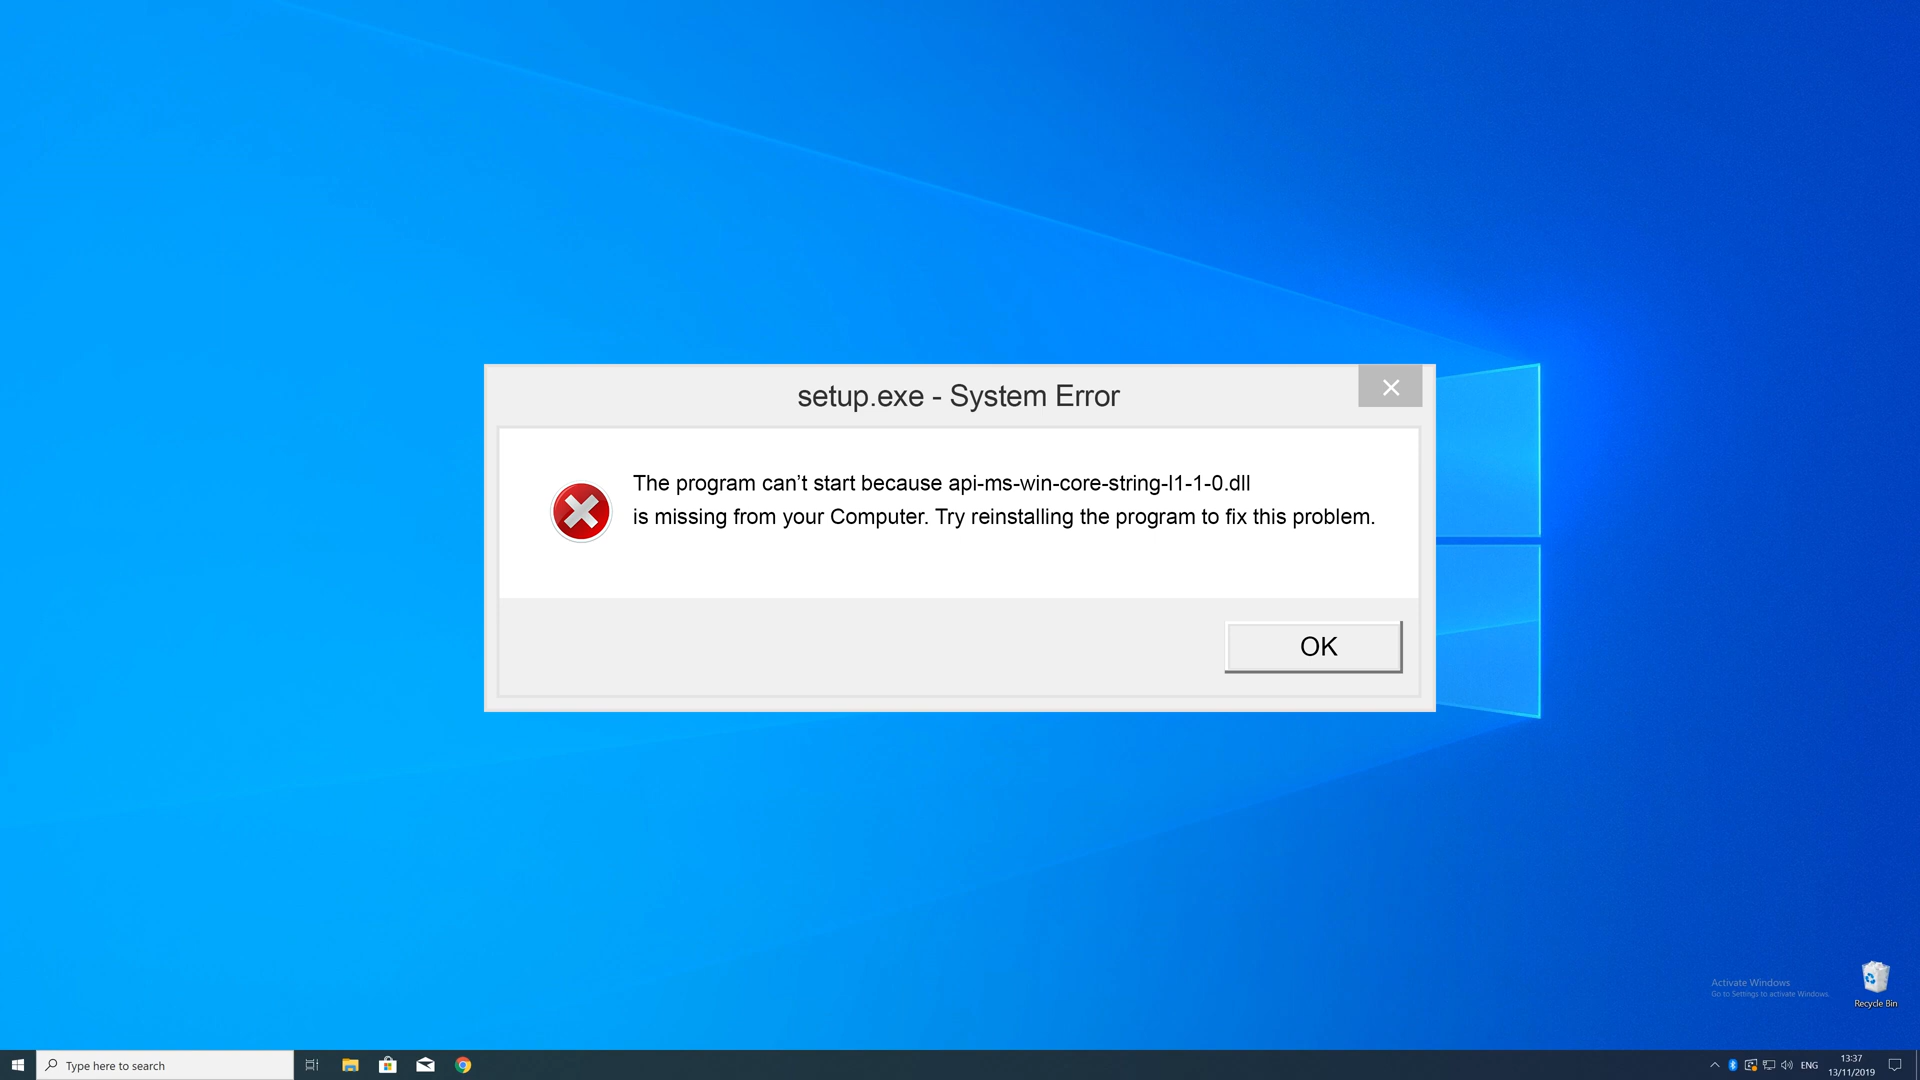 setup.exe - System Error
The program can’t start because api-ms-win-core-string-l1-1-0.dll
is missing from your Computer. Try reinstalling the program to fix this problem.
OK
Activate Windows
Go to Settings to activate Windows.
Recycle Bin
Type here to search
ENG
13:37
13/11/2019